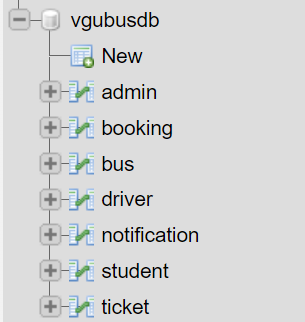 vgubusdb
New
admin
booking
bus
driver
notification
student
ticket